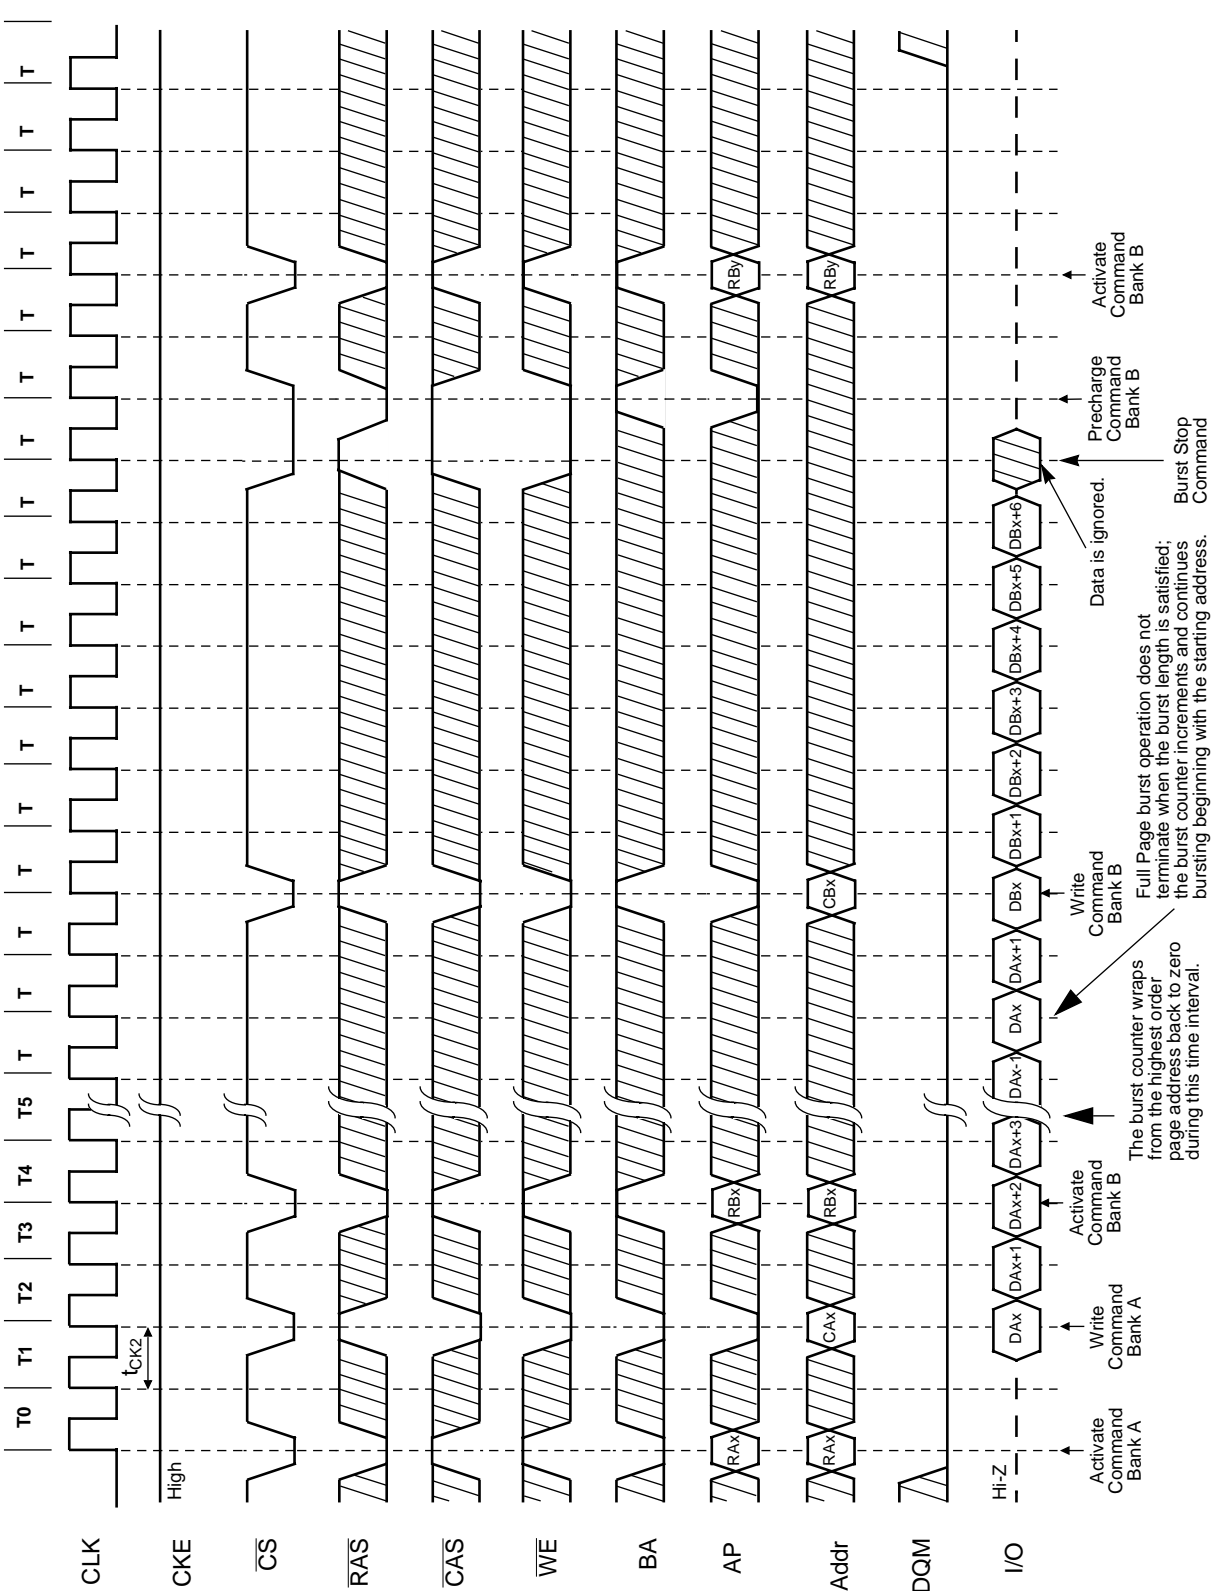 T0 T1 T2 T3 T4 T5 T T T T T T T T T T T T T T T T T
CLK
tCK2
CKE
High
CS
RAS
CAS
WE
BA
AP
RAx RBx RBy
Addr
RAx CAx RBx CBx RBy
DQM
I/O
Hi-Z
DAx DAx+1 DAx+2 DAx+3 DAx-1 DAx DAx+1 DBx DBx+1 DBx+2 DBx+3 DBx+4 DBx+5 DBx+6
Activate
Command
Bank A
Write
Command
Bank A
Activate
Command
Bank B
The burst counter wraps
from the highest order
page address back to zero
during this time interval.
Write
Command
Bank B
Full Page burst operation does not
terminate when the burst length is satisfied;
the burst counter increments and continues
bursting beginning with the starting address.
Data is ignored.
Burst Stop
Command
Precharge
Command
Bank B
Activate
Command
Bank B